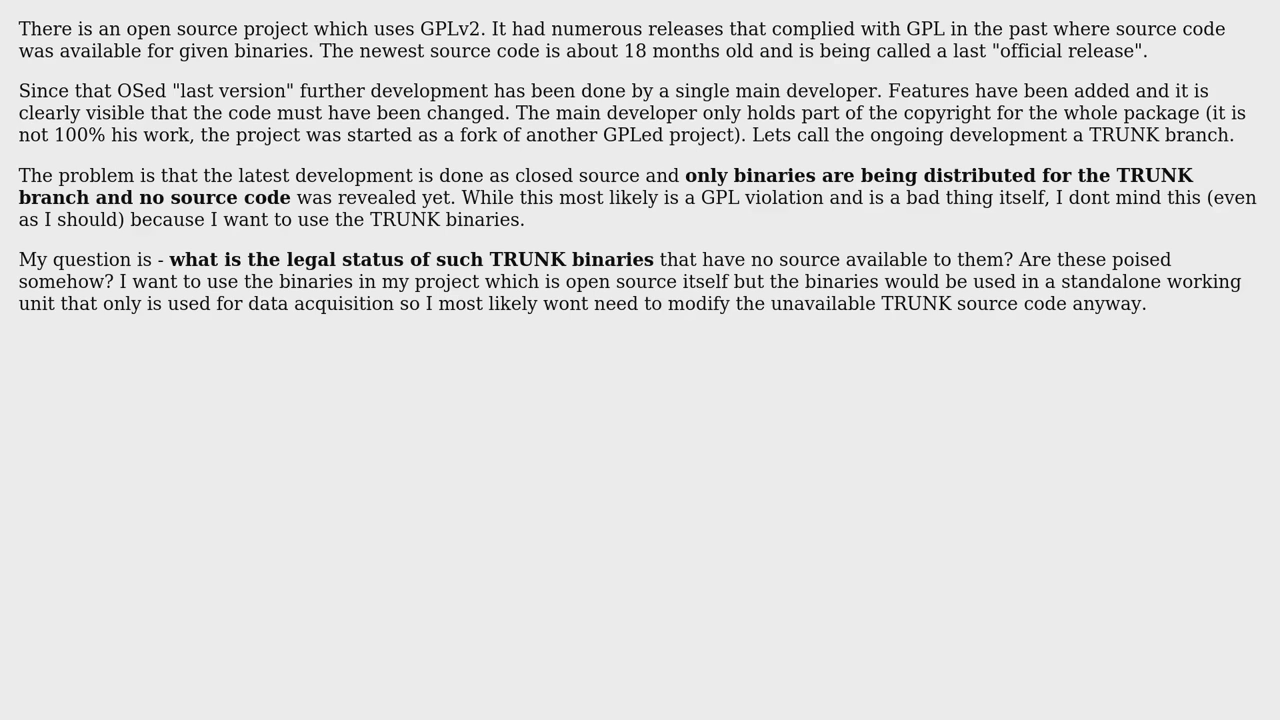 There is an open source project which uses GPLv2. It had numerous releases that complied with GPL in the past where source code
was available for given binaries. The newest source code is about 18 months old and is being called a last "official release".
Since that OSed "last version" further development has been done by a single main developer. Features have been added and it is
clearly visible that the code must have been changed. The main developer only holds part of the copyright for the whole package (it is
not 100% his work, the project was started as a fork of another GPLed project). Lets call the ongoing development a TRUNK branch.
The problem is that the latest development is done as closed source and only binaries are being distributed for the TRUNK
branch and no source code was revealed yet. While this most likely is a GPL violation and is a bad thing itself, I dont mind this (even
as I should) because I want to use the TRUNK binaries.
My question is - what is the legal status of such TRUNK binaries that have no source available to them? Are these poised
somehow? I want to use the binaries in my project which is open source itself but the binaries would be used in a standalone working
unit that only is used for data acquisition so I most likely wont need to modify the unavailable TRUNK source code anyway.